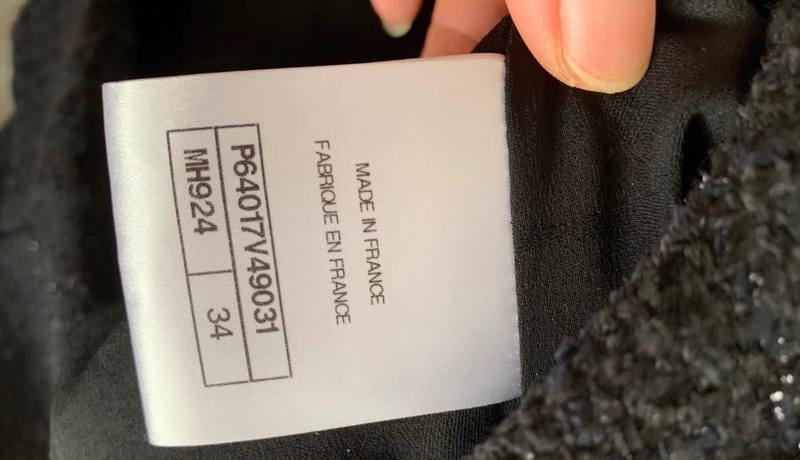 MADE IN FRANCE
FABRIQUE EN FRANCE
P64017V49031
MH924 34